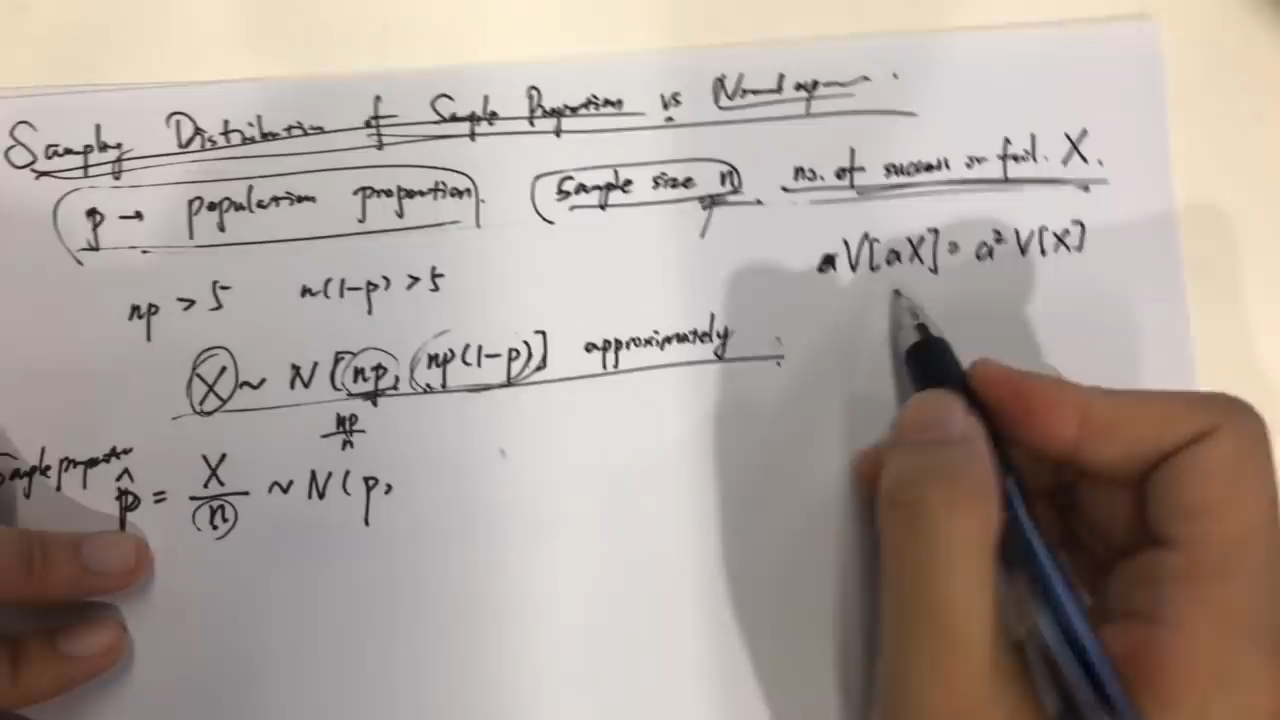 Sampling Distribution of Sample Proportion vs Normal
p → population proportion. Sample size n. no. of success or fail. X.
np > 5 n(1-p) > 5 aV[aX] = a² V[X]
X ~ N[np, np(1-p)] approximately
np/n
Sample proportion
p̂ = X/n ~ N(p,